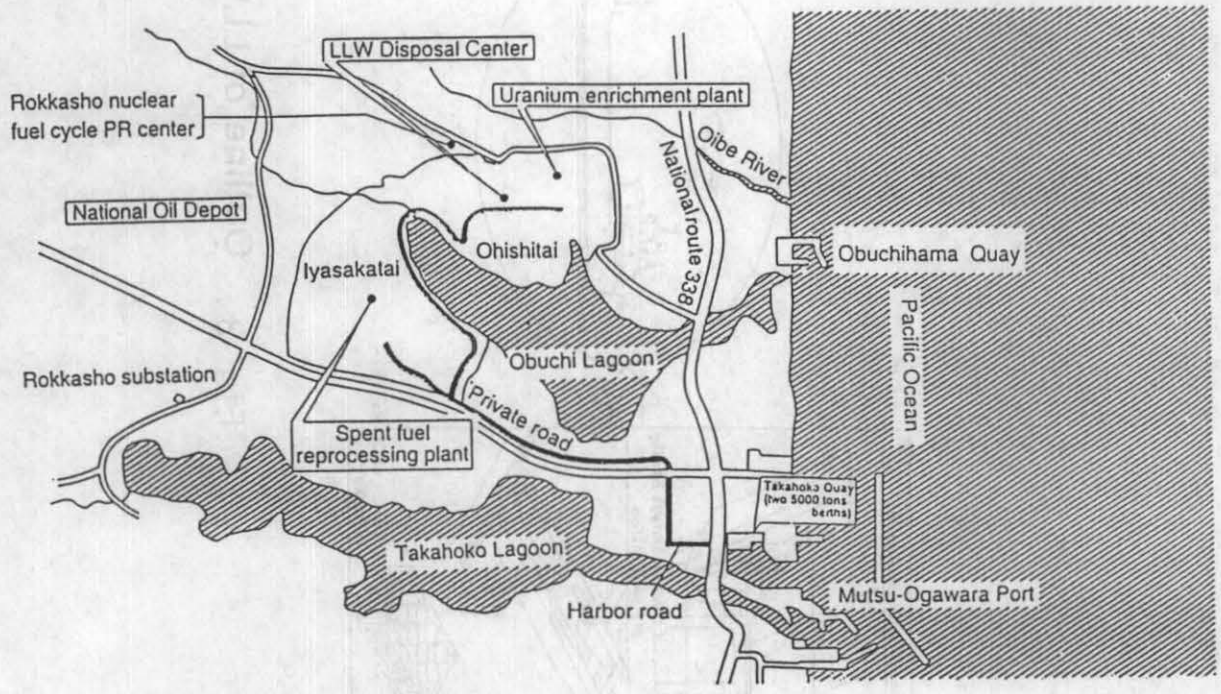 LLW Disposal Center
Uranium enrichment plant
Rokkasho nuclear
fuel cycle PR center
Oibe River
National route 338
National Oil Depot
Ohishitai
Obuchihama Quay
Iyasakatai
Pacific Ocean
Obuchi Lagoon
Rokkasho substation
Private road
Spent fuel
reprocessing plant
Takahoko Quay
(two 5000 tons
berths)
Takahoko Lagoon
Mutsu-Ogawara Port
Harbor road